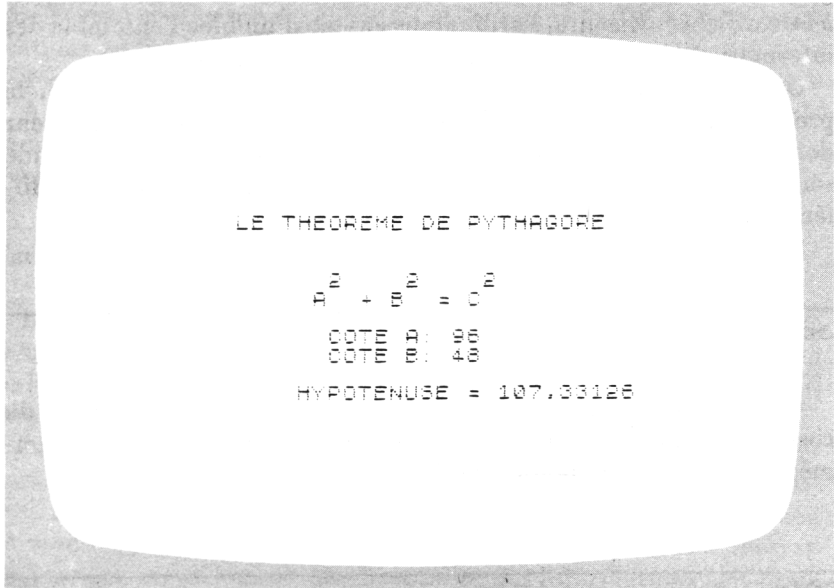 LE THEOREME DE PYTHAGORE
A² + B² = C²
COTE A: 96
COTE B: 48
HYPOTENUSE = 107.33126